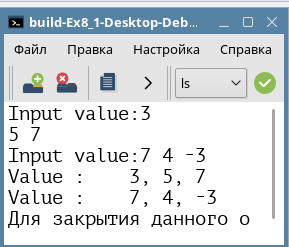 build-Ex8_1-Desktop-Deb...
Файл Правка Настройка Справка
ls
Input value:3
5 7
Input value:7 4 -3
Value :    3, 5, 7
Value :    7, 4, -3
Для закрытия данного о